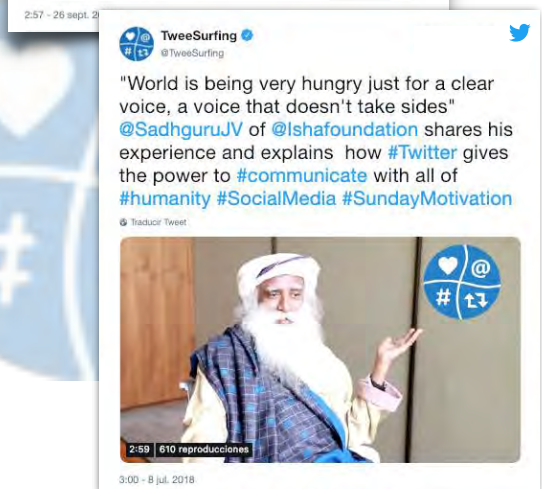 2:57 - 26 sept. 2
TweeSurfing
@TweeSurfing
"World is being very hungry just for a clear
voice, a voice that doesn't take sides"
@SadhguruJV of @Ishafoundation shares his
experience and explains how #Twitter gives
the power to #communicate with all of
#humanity #SocialMedia #SundayMotivation
Traducir Tweet
@
#
2:59 610 reproducciones
3:00 - 8 jul. 2018